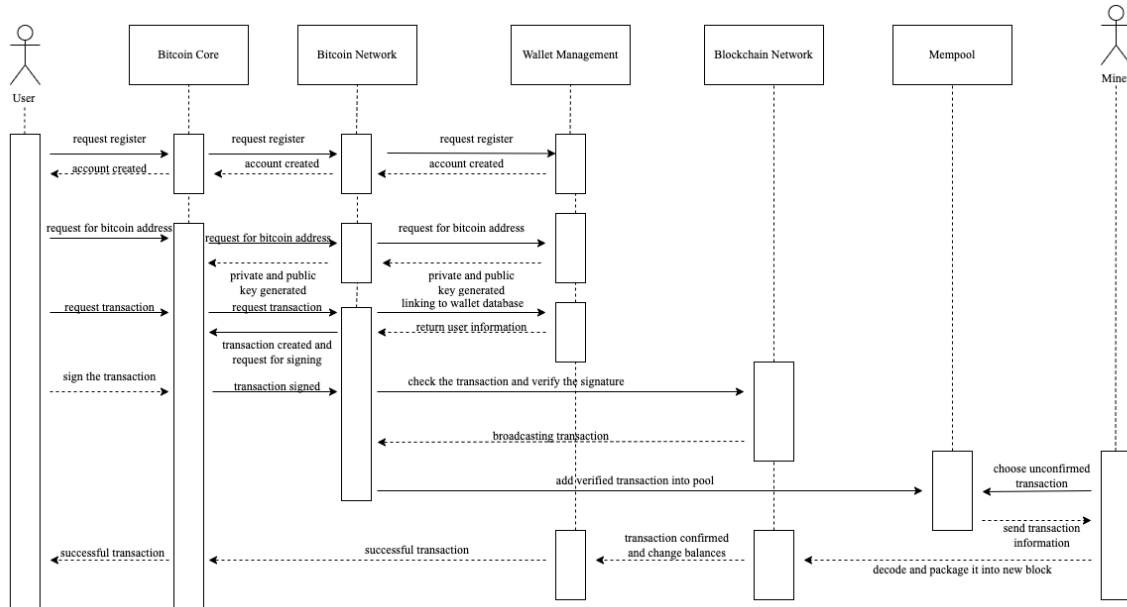 Bitcoin Core
Bitcoin Network
Wallet Management
Blockchain Network
Mempool
User
Mine
request register
request register
request register
account created
account created
account created
request for bitcoin address
request for bitcoin address
request for bitcoin address
private and public
key generated
private and public
key generated
request transaction
request transaction
linking to wallet database
return user information
transaction created and
request for signing
sign the transaction
transaction signed
check the transaction and verify the signature
broadcasting transaction
choose unconfirmed
transaction
add verified transaction into pool
send transaction
information
transaction confirmed
and change balances
successful transaction
successful transaction
decode and package it into new block